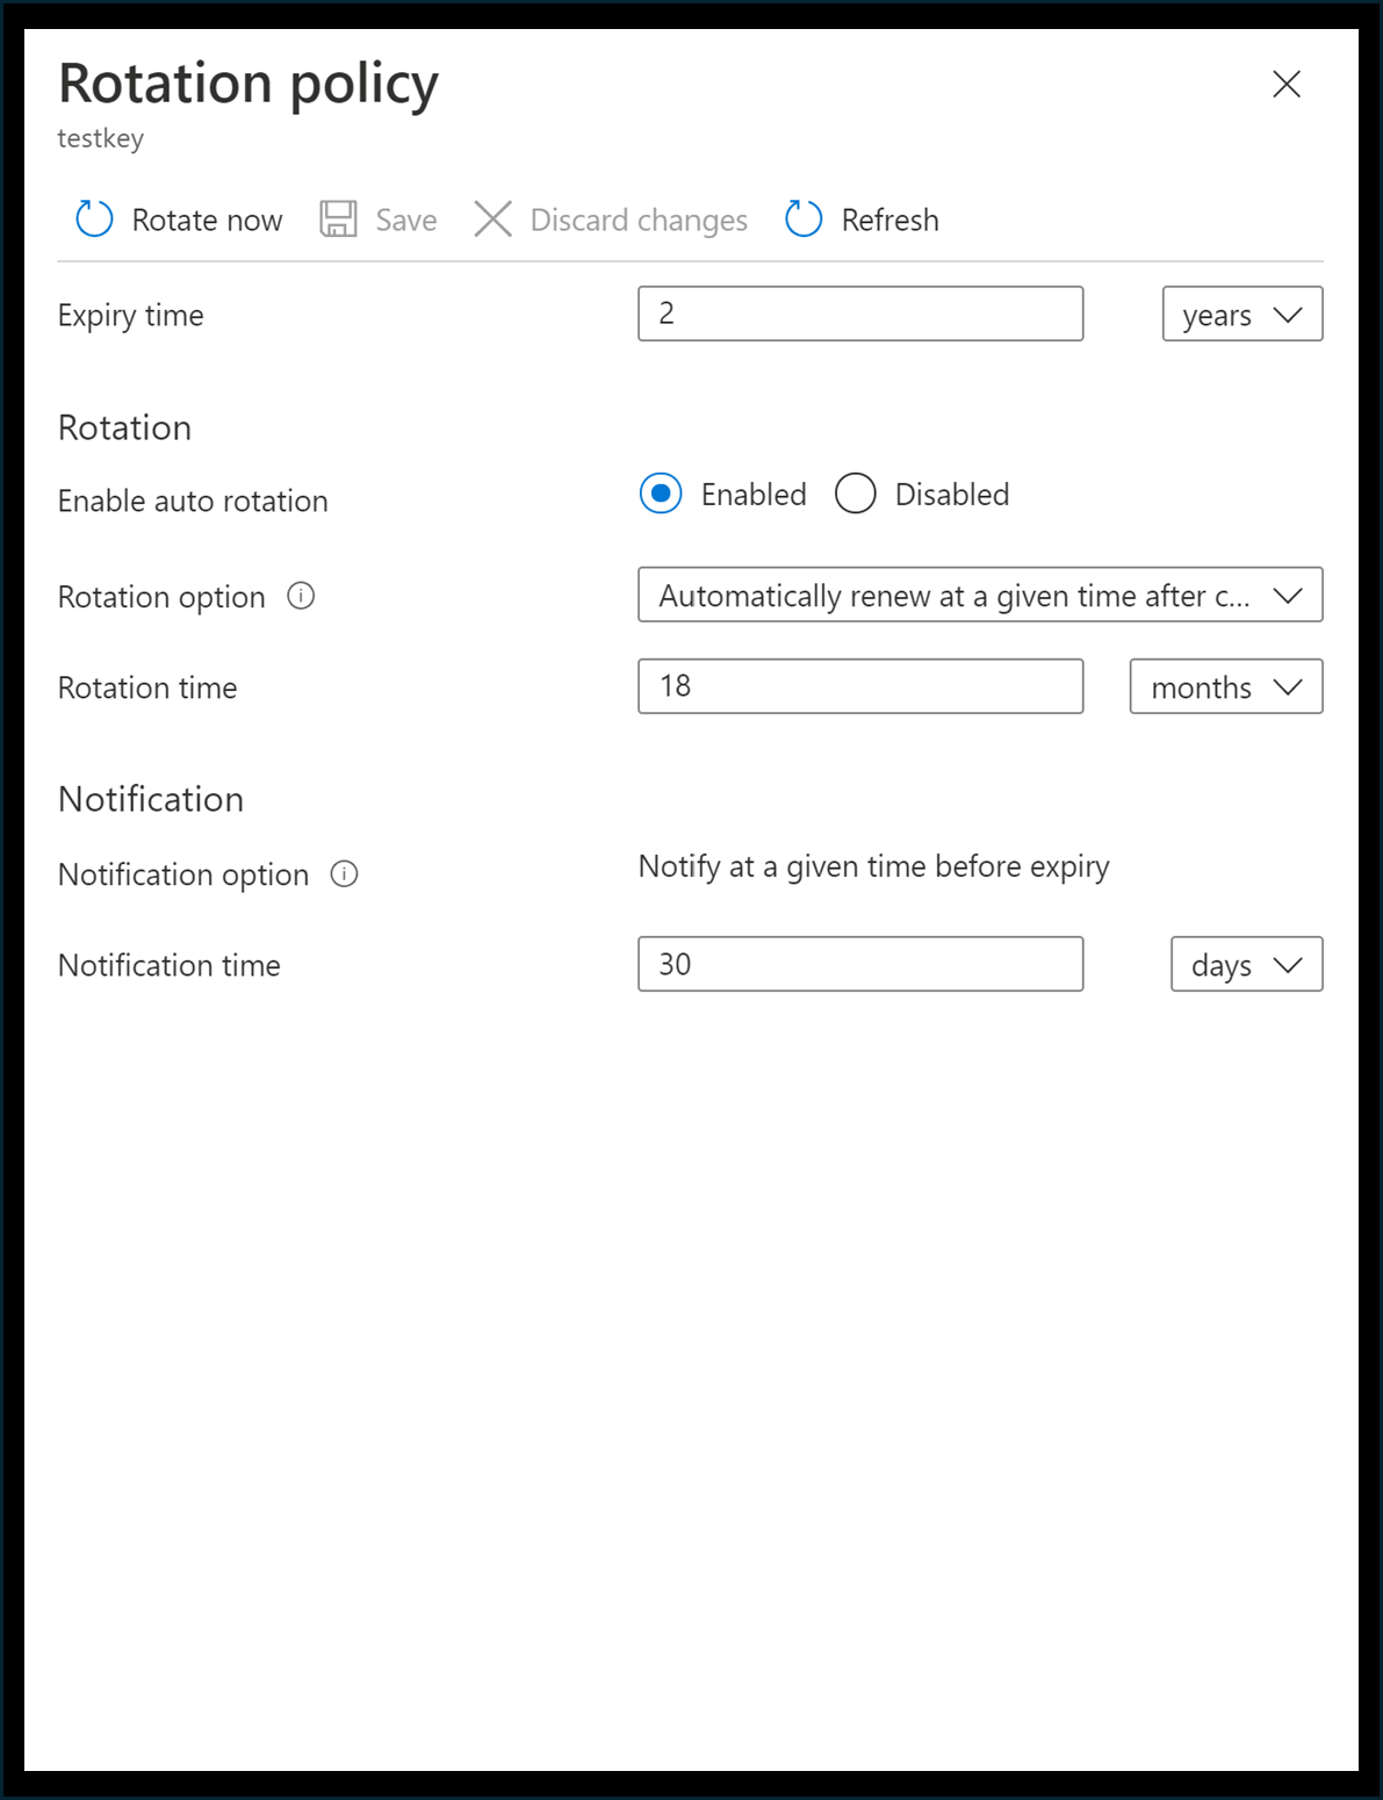 Rotation policy
testkey
Rotate now Save Discard changes Refresh
Expiry time 2 years
Rotation
Enable auto rotation Enabled Disabled
Rotation option Automatically renew at a given time after c...
Rotation time 18 months
Notification
Notification option Notify at a given time before expiry
Notification time 30 days